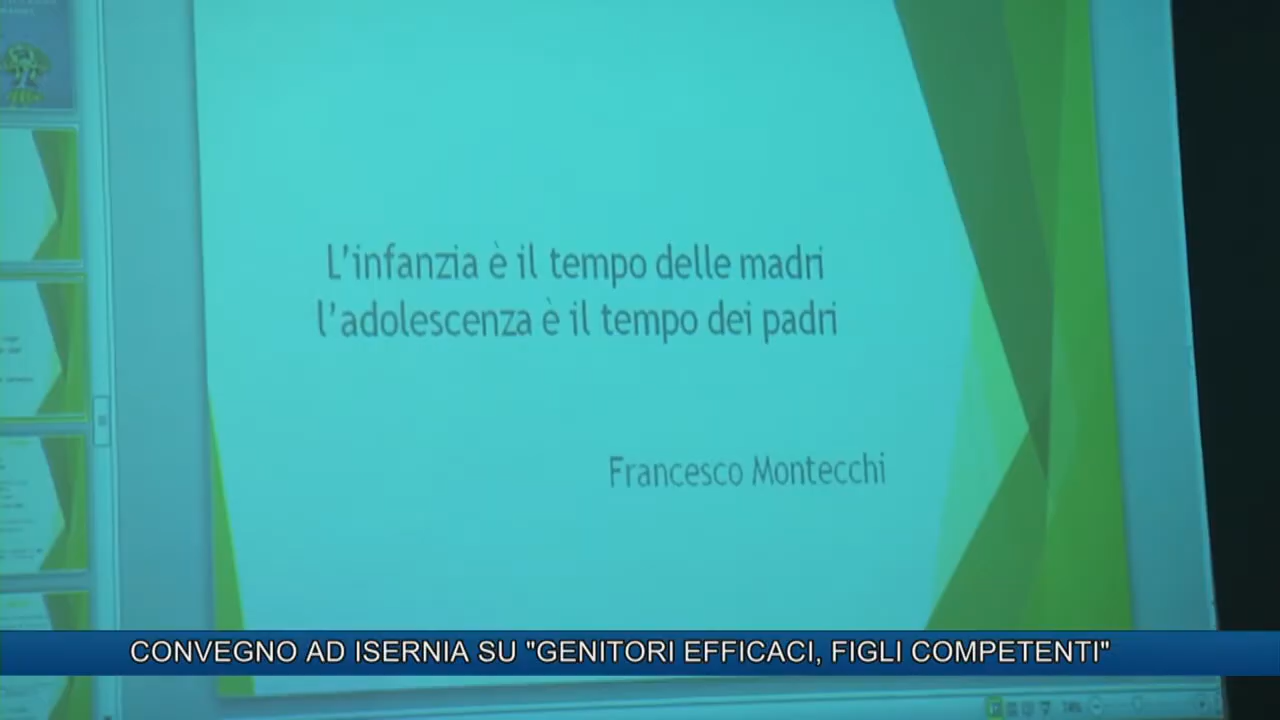 L'infanzia è il tempo delle madri
l'adolescenza è il tempo dei padri
Francesco Montecchi
CONVEGNO AD ISERNIA SU "GENITORI EFFICACI, FIGLI COMPETENTI"